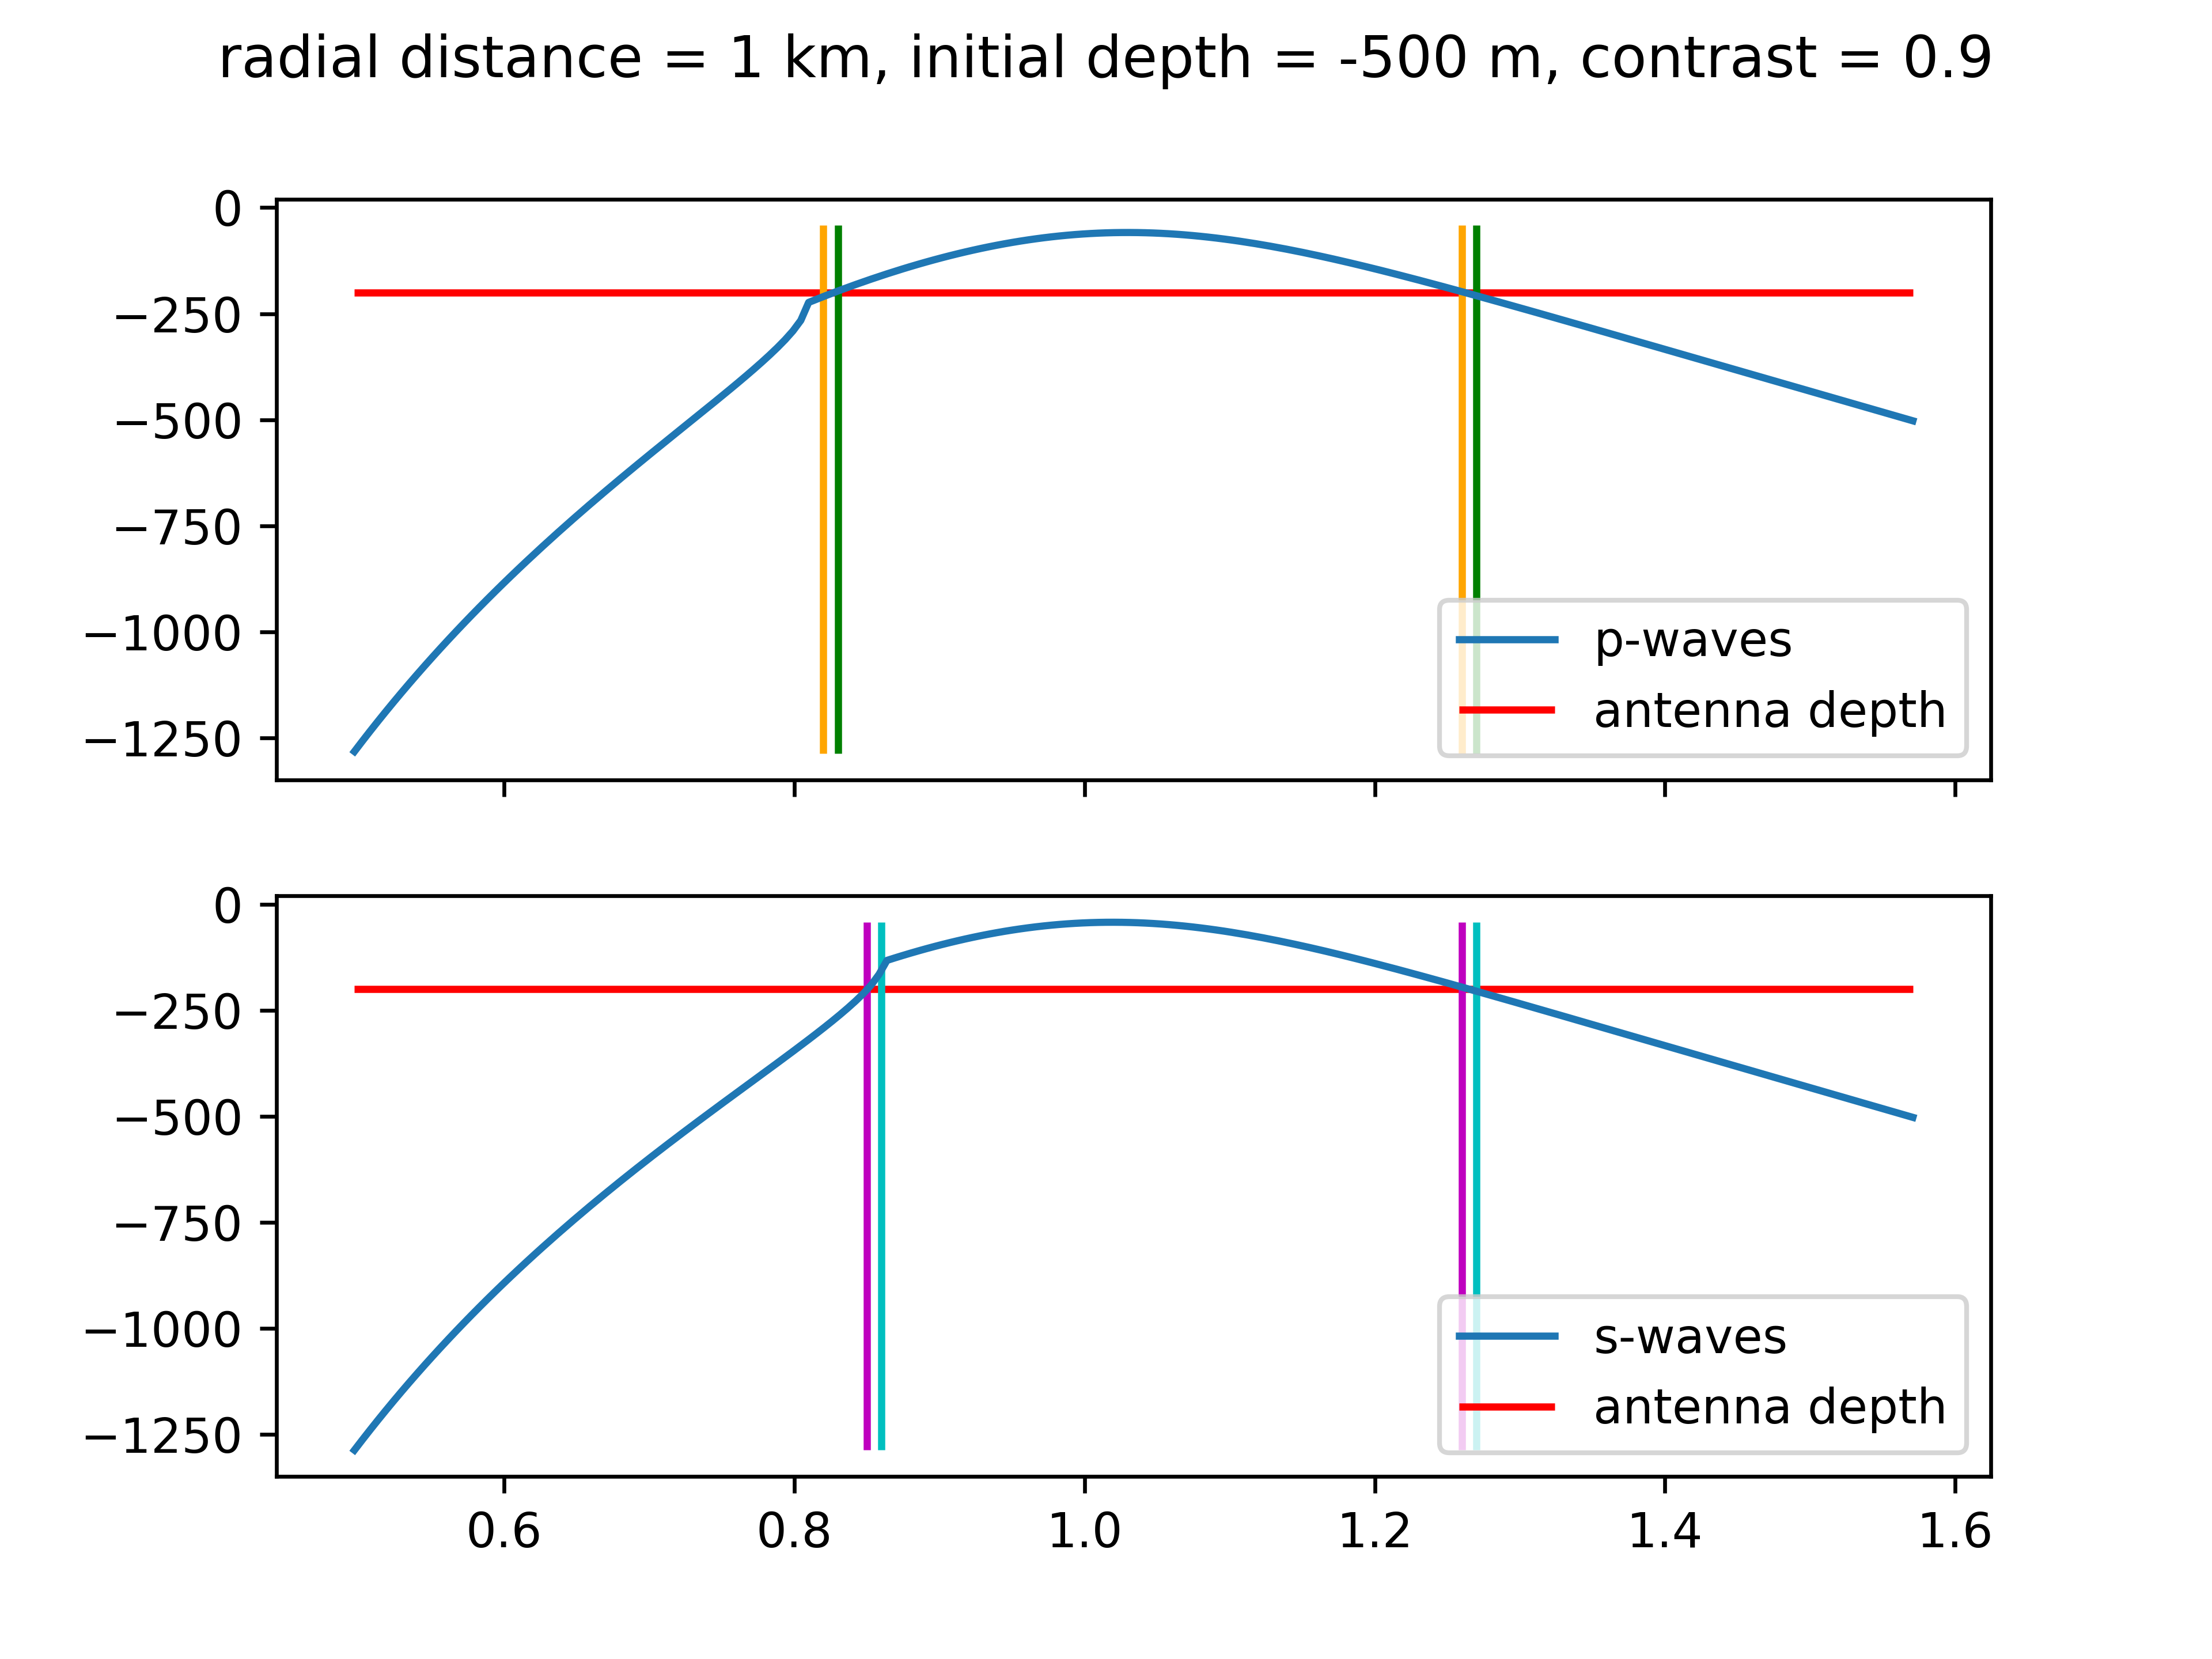 radial distance = 1 km, initial depth = -500 m, contrast = 0.9
0
−250
−500
−750
−1000
−1250
p-waves
antenna depth
0
−250
−500
−750
−1000
−1250
s-waves
antenna depth
0.6 0.8 1.0 1.2 1.4 1.6